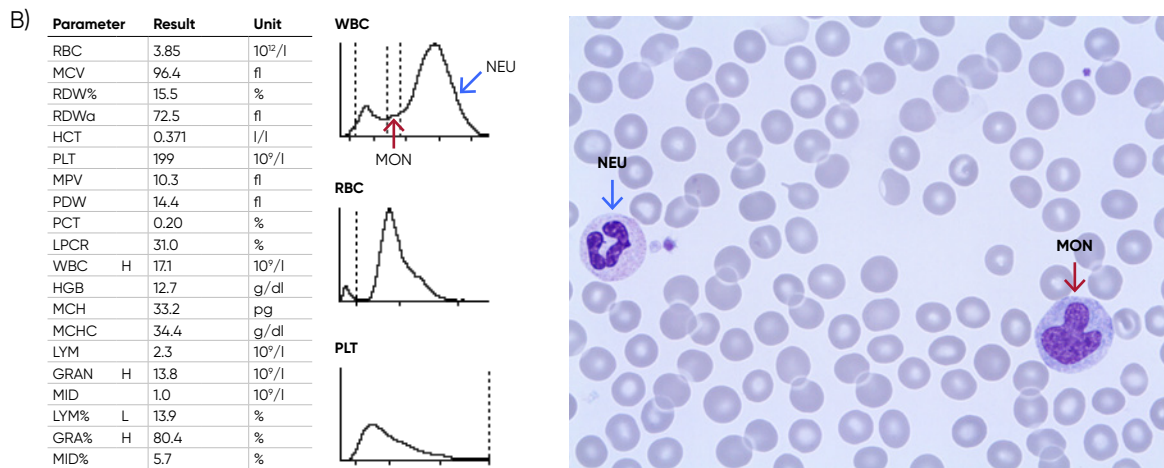 B)
Parameter Result Unit
RBC 3.85 10¹²/l
MCV 96.4 fl
RDW% 15.5 %
RDWa 72.5 fl
HCT 0.371 l/l
PLT 199 10⁹/l
MPV 10.3 fl
PDW 14.4 fl
PCT 0.20 %
LPCR 31.0 %
WBC H 17.1 10⁹/l
HGB 12.7 g/dl
MCH 33.2 pg
MCHC 34.4 g/dl
LYM 2.3 10⁹/l
GRAN H 13.8 10⁹/l
MID 1.0 10⁹/l
LYM% L 13.9 %
GRA% H 80.4 %
MID% 5.7 %
WBC
NEU
MON
RBC
PLT
NEU
MON